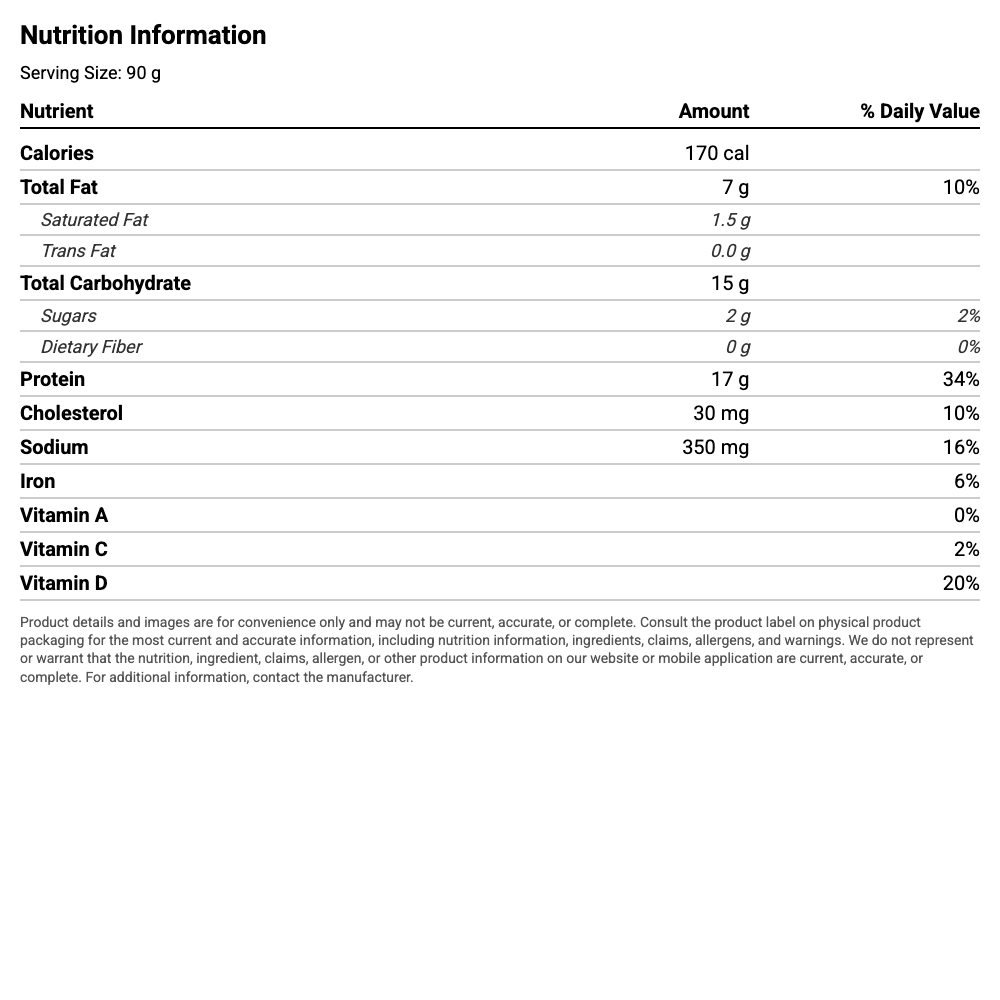 Nutrition Information
Serving Size: 90 g
Nutrient Amount % Daily Value
Calories 170 cal
Total Fat 7 g 10%
Saturated Fat 1.5 g
Trans Fat 0.0 g
Total Carbohydrate 15 g
Sugars 2 g 2%
Dietary Fiber 0 g 0%
Protein 17 g 34%
Cholesterol 30 mg 10%
Sodium 350 mg 16%
Iron 6%
Vitamin A 0%
Vitamin C 2%
Vitamin D 20%
Product details and images are for convenience only and may not be current, accurate, or complete. Consult the product label on physical product
packaging for the most current and accurate information, including nutrition information, ingredients, claims, allergens, and warnings. We do not represent
or warrant that the nutrition, ingredient, claims, allergen, or other product information on our website or mobile application are current, accurate, or
complete. For additional information, contact the manufacturer.